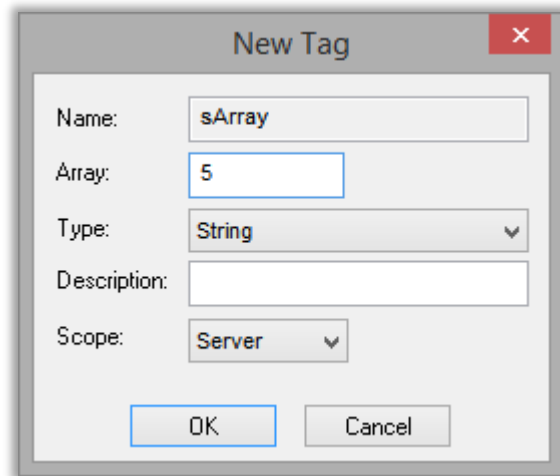 New Tag
Name: sArray
Array: 5
Type: String
Description:
Scope: Server
OK Cancel